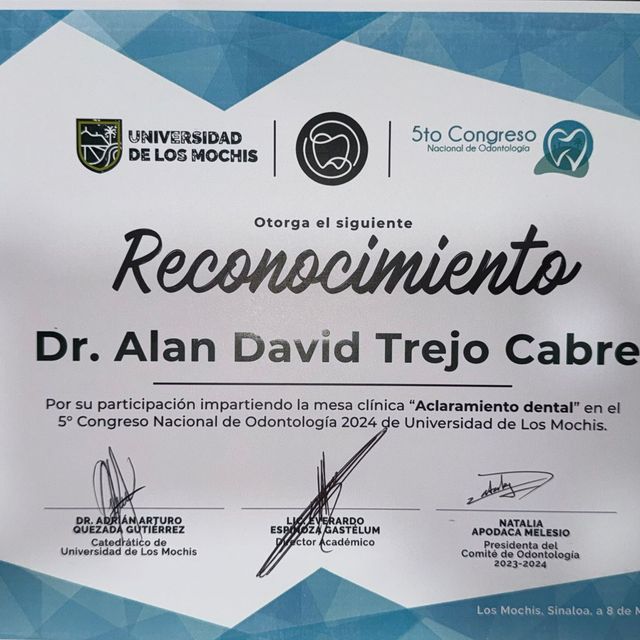 UNIVERSIDAD
DE LOS MOCHIS
5to Congreso
Nacional de Odontología
Otorga el siguiente
Reconocimiento
Dr. Alan David Trejo Cabre
Por su participación impartiendo la mesa clínica “Aclaramiento dental” en el
5° Congreso Nacional de Odontología 2024 de Universidad de Los Mochis.
DR. ADRIÁN ARTURO
QUEZADA GUTIÉRREZ
Catedrático de
Universidad de Los Mochis
LIC. EVERARDO
ESPINOZA GASTÉLUM
Director Académico
NATALIA
APODACA MELESIO
Presidenta del
Comité de Odontología
2023-2024
Los Mochis, Sinaloa, a 8 de M